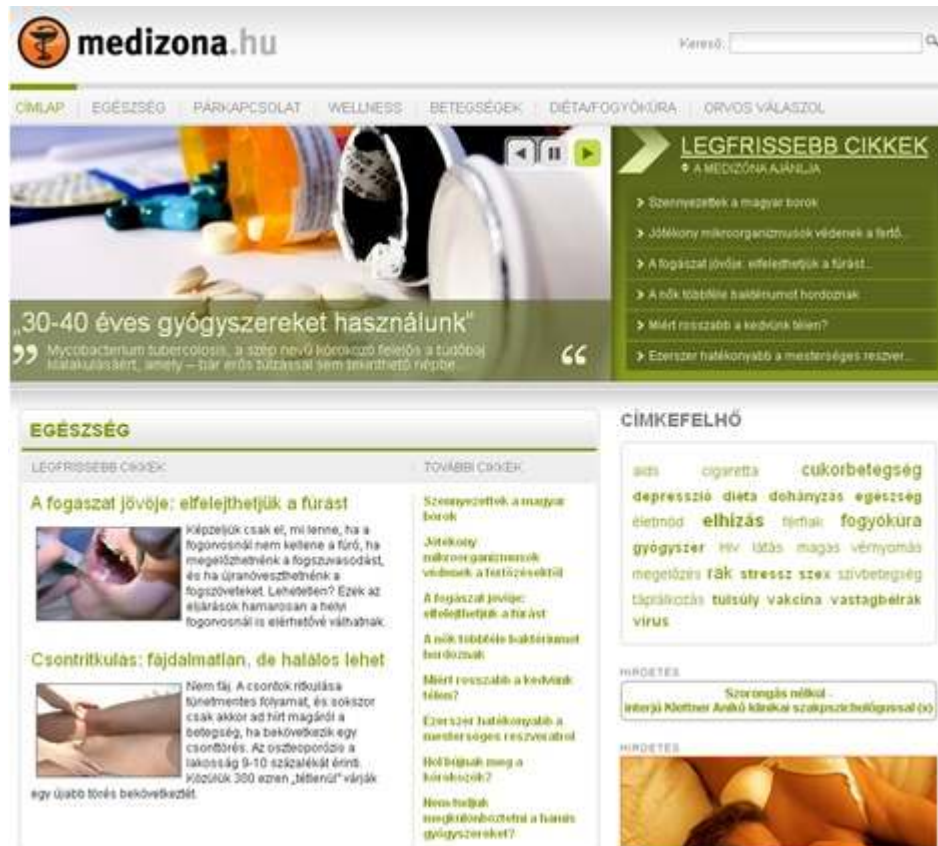 medizona.hu
Kereső:
CÍMLAP EGÉSZSÉG PÁRKAPCSOLAT WELLNESS BETEGSÉGEK DIÉTA/FOGYÓKÚRA ORVOS VÁLASZOL
„30-40 éves gyógyszereket használunk"
Mycobacterium tubercolosis, a szép nevű kórokozó felelős a tüdőbaj
kialakulásáért, amely – bár erős túlzással sem tekinthető népbe...
LEGFRISSEBB CIKKEK
A MEDIZÓNA AJÁNLJA
Szennyezettek a magyar borok
Jótékony mikroorganizmusok védenek a fertő...
A fogászat jövője: elfelejthetjük a fúrást...
A nők többféle baktériumot hordoznak
Miért rosszabb a kedvünk télen?
Ezerszer hatékonyabb a mesterséges reszver...
EGÉSZSÉG
LEGFRISSEBB CIKKEK
A fogászat jövője: elfelejthetjük a fúrást
Képzeljük csak el, mi lenne, ha a
fogorvosnál nem kellene a fúró, ha
megelőzhetnénk a fogszuvasodást,
és ha újranöveszthetnénk a
fogszöveteket. Lehetetlen? Ezek az
eljárások hamarosan a helyi
fogorvosnál is elérhetővé válhatnak.
Csontritkulás: fájdalmatlan, de halálos lehet
Nem fáj. A csontok ritkulása
tünetmentes folyamat, és sokszor
csak akkor ad hírt magáról a
betegség, ha bekövetkezik egy
csonttörés. Az oszteoporózis a
lakosság 9-10 százalékát érinti.
Közülük 300 ezren „tétlenül" várják
egy újabb törés bekövetkeztét.
TOVÁBBI CIKKEK
Szennyezettek a magyar
borok
Jótékony
mikroorganizmusok
védenek a fertőzésektől
A fogászat jövője:
elfelejthetjük a fúrást
A nők többféle baktériumot
hordoznak
Miért rosszabb a kedvünk
télen?
Ezerszer hatékonyabb a
mesterséges reszverátrol
Hol bújnak meg a
kórokozók?
Nem tudjuk
megkülönböztetni a hamis
gyógyszereket?
CÍMKEFELHŐ
aids cigaretta cukorbetegség
depresszió diéta dohányzás egészség
életmód elhízás férfiak fogyókúra
gyógyszer HIV látás magas vérnyomás
megelőzés rák stressz szex szívbetegség
táplálkozás túlsúly vakcina vastagbélrák
vírus
HIRDETÉS
Szorongás nélkül -
interjú Klettner Anikó klinikai szakpszichológussal (x)
HIRDETÉS